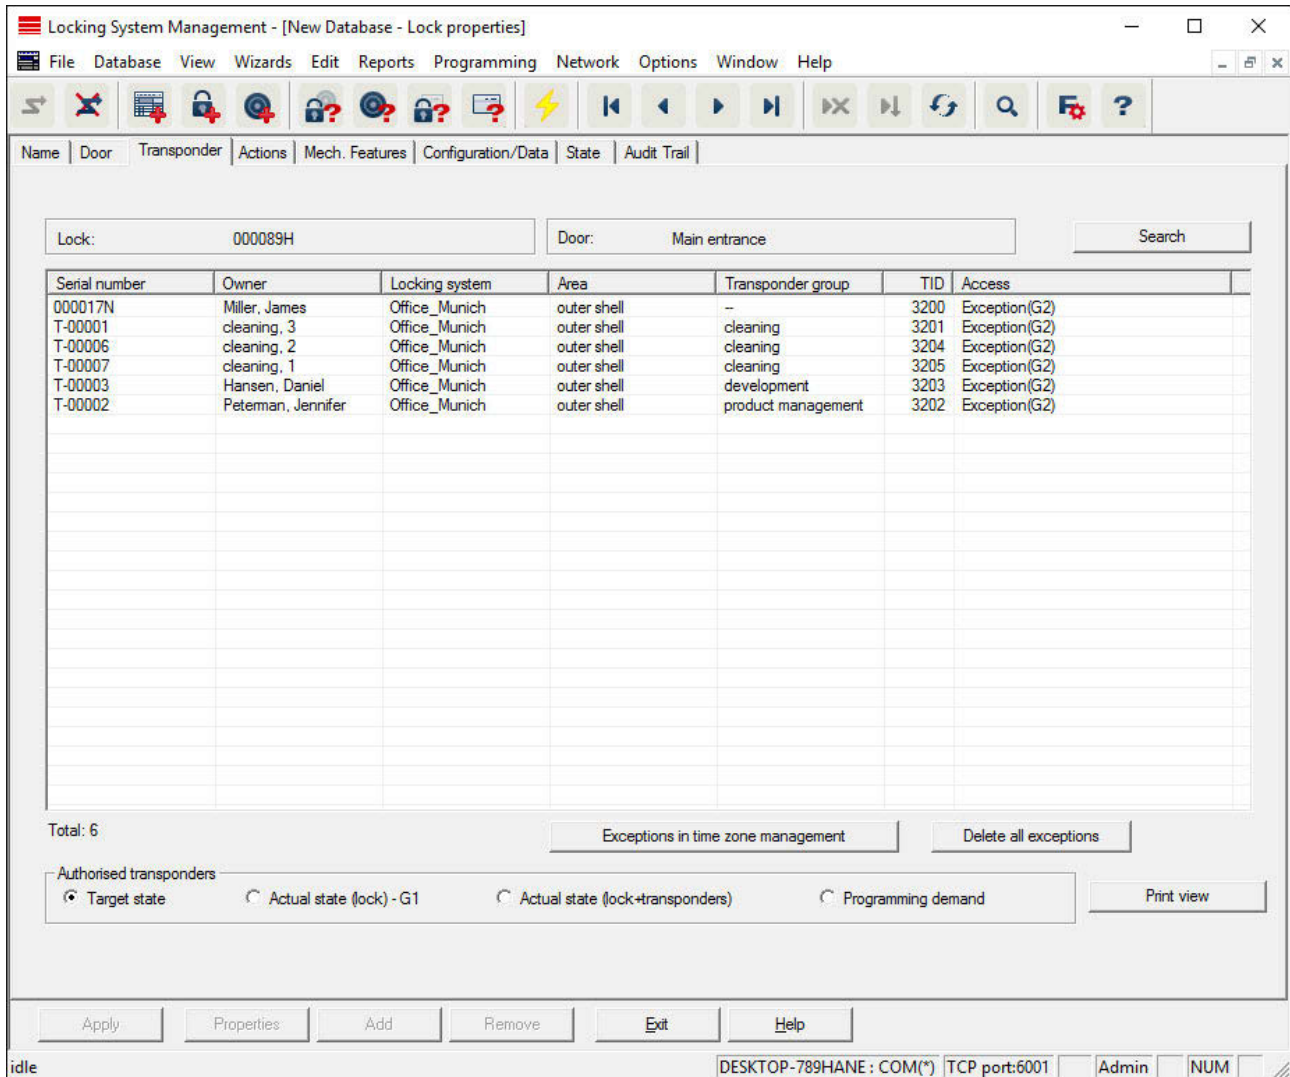 Locking System Management - [New Database - Lock properties]
File Database View Wizards Edit Reports Programming Network Options Window Help
Name Door Transponder Actions Mech. Features Configuration/Data State Audit Trail
Lock: 000089H Door: Main entrance Search
Serial number Owner Locking system Area Transponder group TID Access
000017N Miller, James Office_Munich outer shell -- 3200 Exception(G2)
T-00001 cleaning, 3 Office_Munich outer shell cleaning 3201 Exception(G2)
T-00006 cleaning, 2 Office_Munich outer shell cleaning 3204 Exception(G2)
T-00007 cleaning, 1 Office_Munich outer shell cleaning 3205 Exception(G2)
T-00003 Hansen, Daniel Office_Munich outer shell development 3203 Exception(G2)
T-00002 Peterman, Jennifer Office_Munich outer shell product management 3202 Exception(G2)
Total: 6 Exceptions in time zone management Delete all exceptions
Authorised transponders
Target state Actual state (lock) - G1 Actual state (lock+transponders) Programming demand Print view
Apply Properties Add Remove Exit Help
idle DESKTOP-789HANE : COM(*) TCP port:6001 Admin NUM